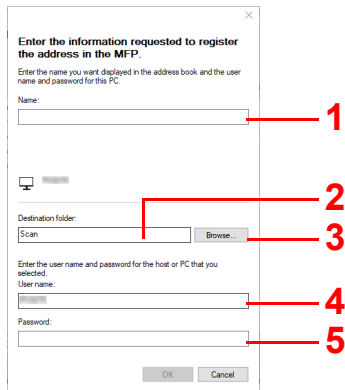 Enter the information requested to register
the address in the MFP.
Enter the name you want displayed in the address book and the user
name and password for this PC.
Name:
1
2
Destination folder:
Scan
Browse...
3
Enter the user name and password for the host or PC that you
selected.
User name:
4
Password:
5
OK
Cancel